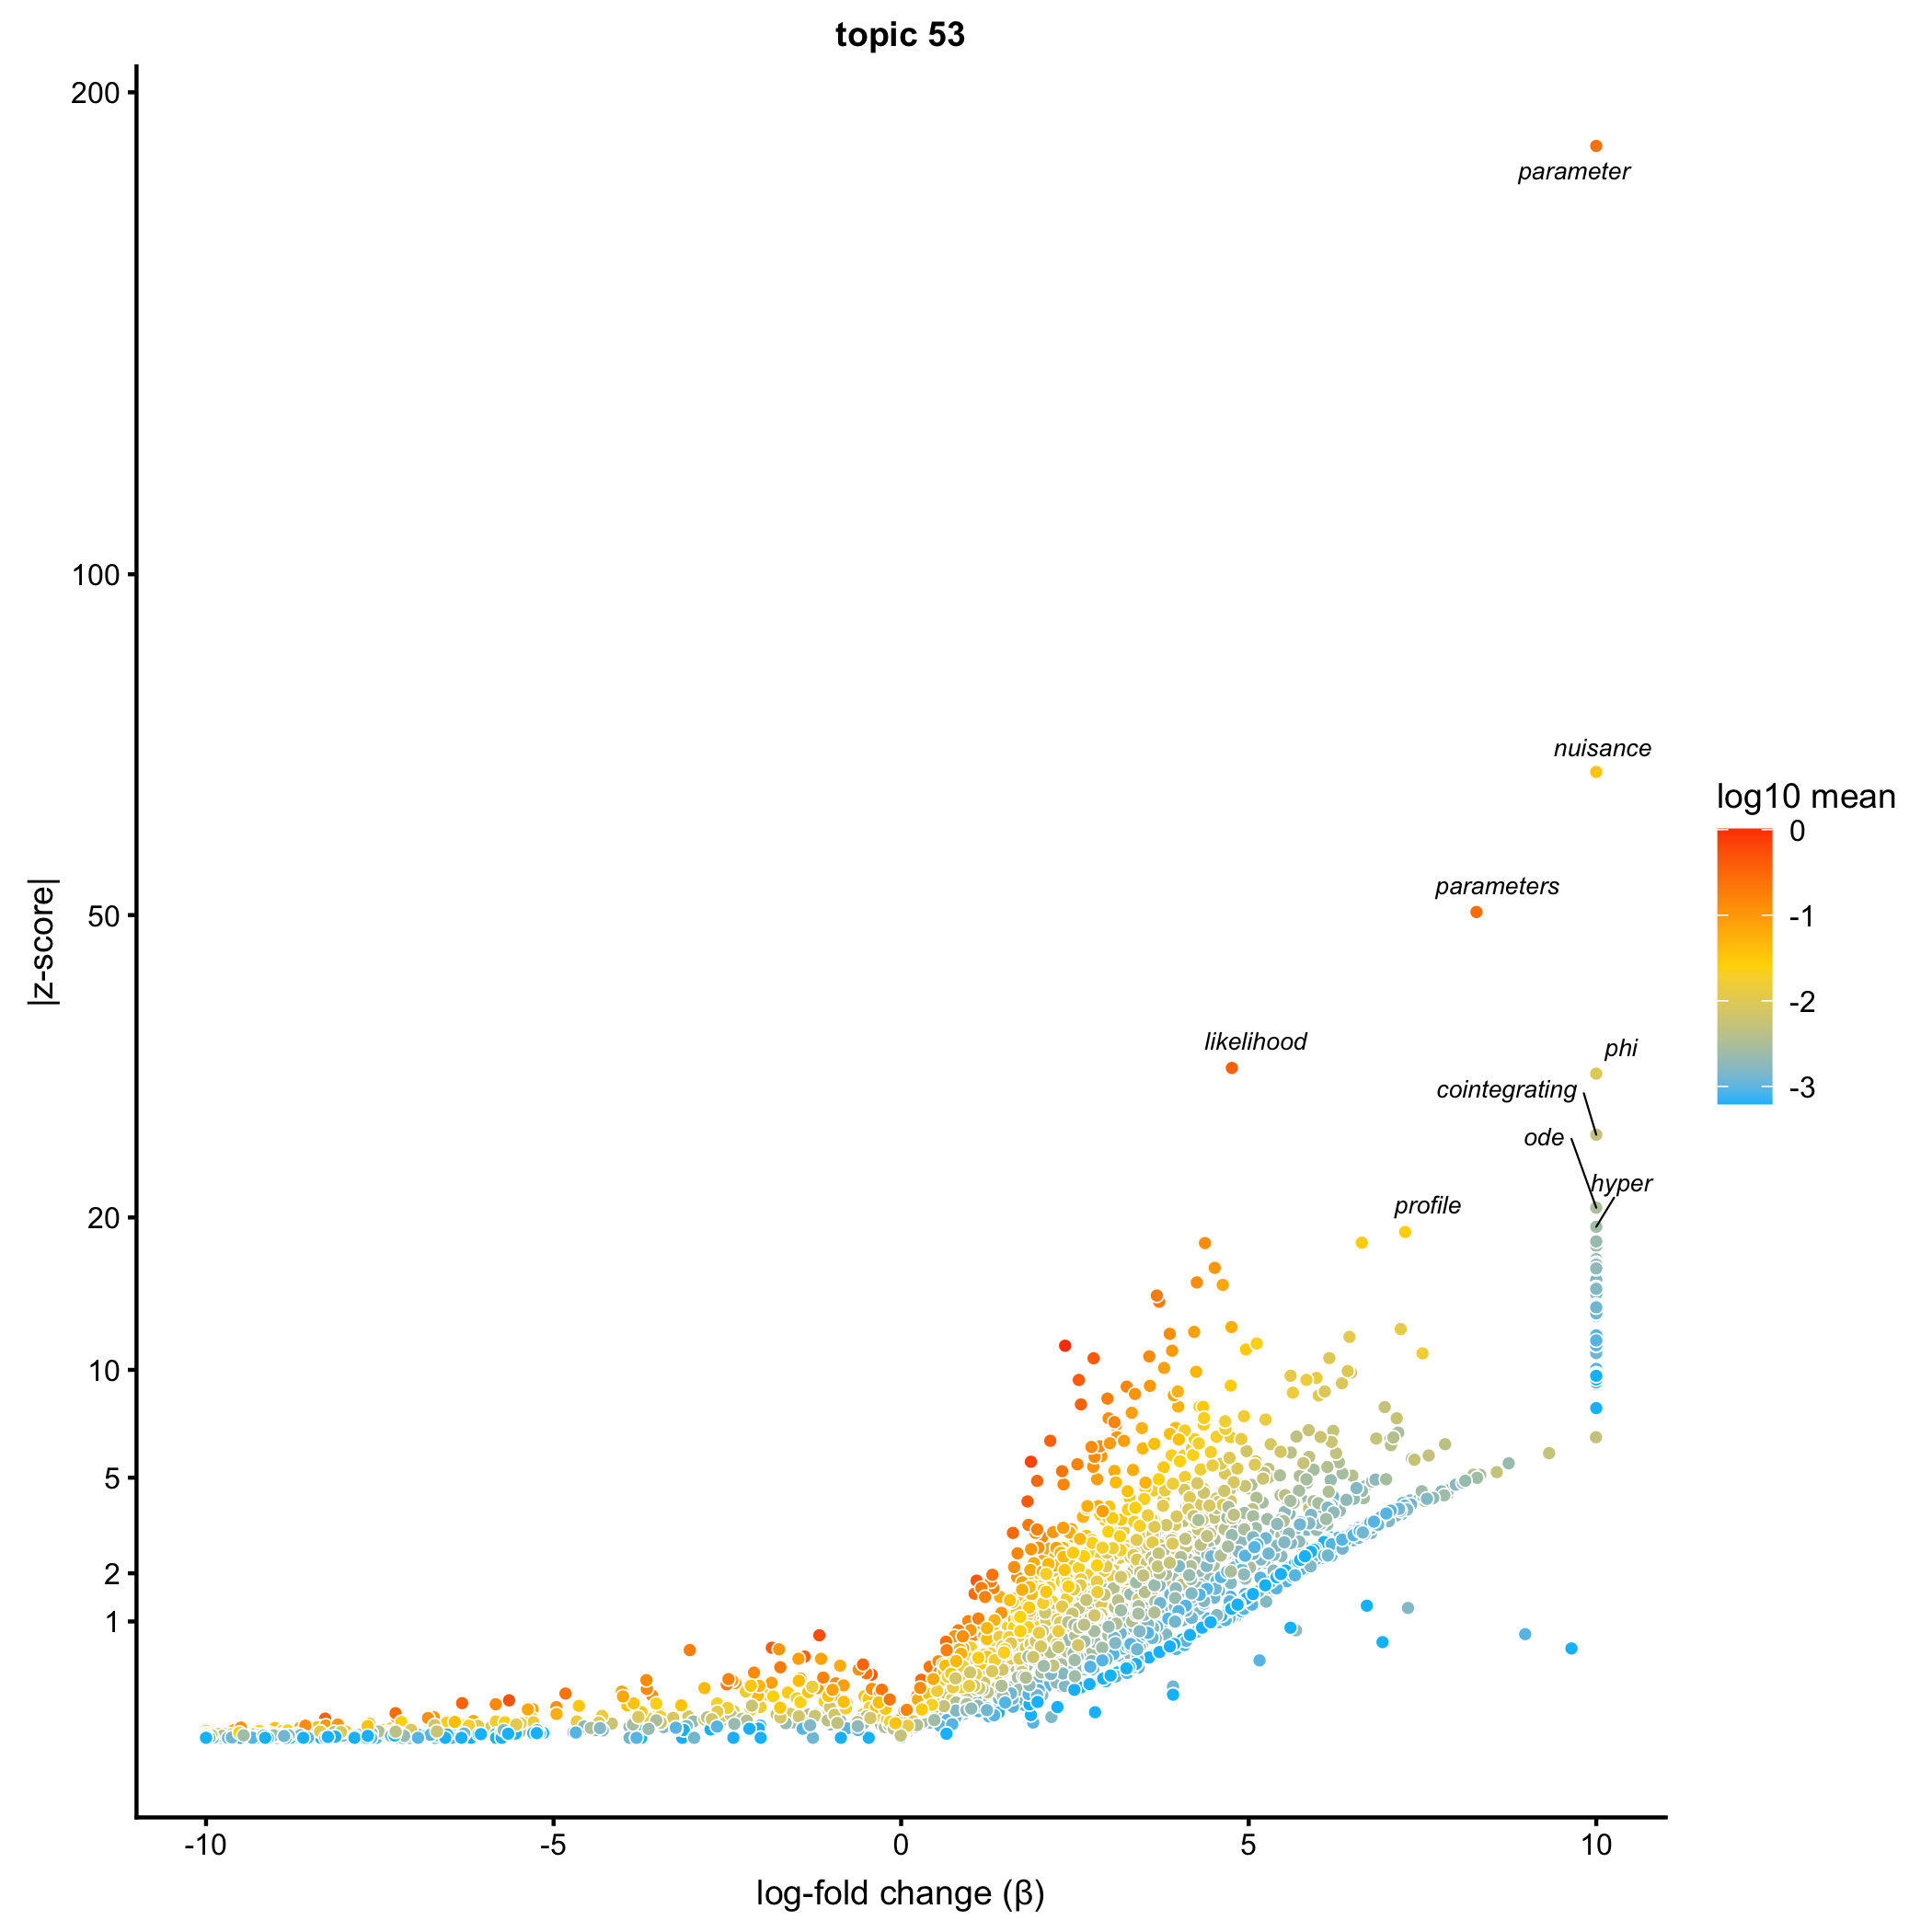 topic 53
200
parameter
100
nuisance
log10 mean
0
parameters
-1
50
|z-score|
-2
likelihood
phi
cointegrating
-3
ode
hyper
profile
20
10
5
2
1
-10
-5
0
5
10
log-fold change (β)